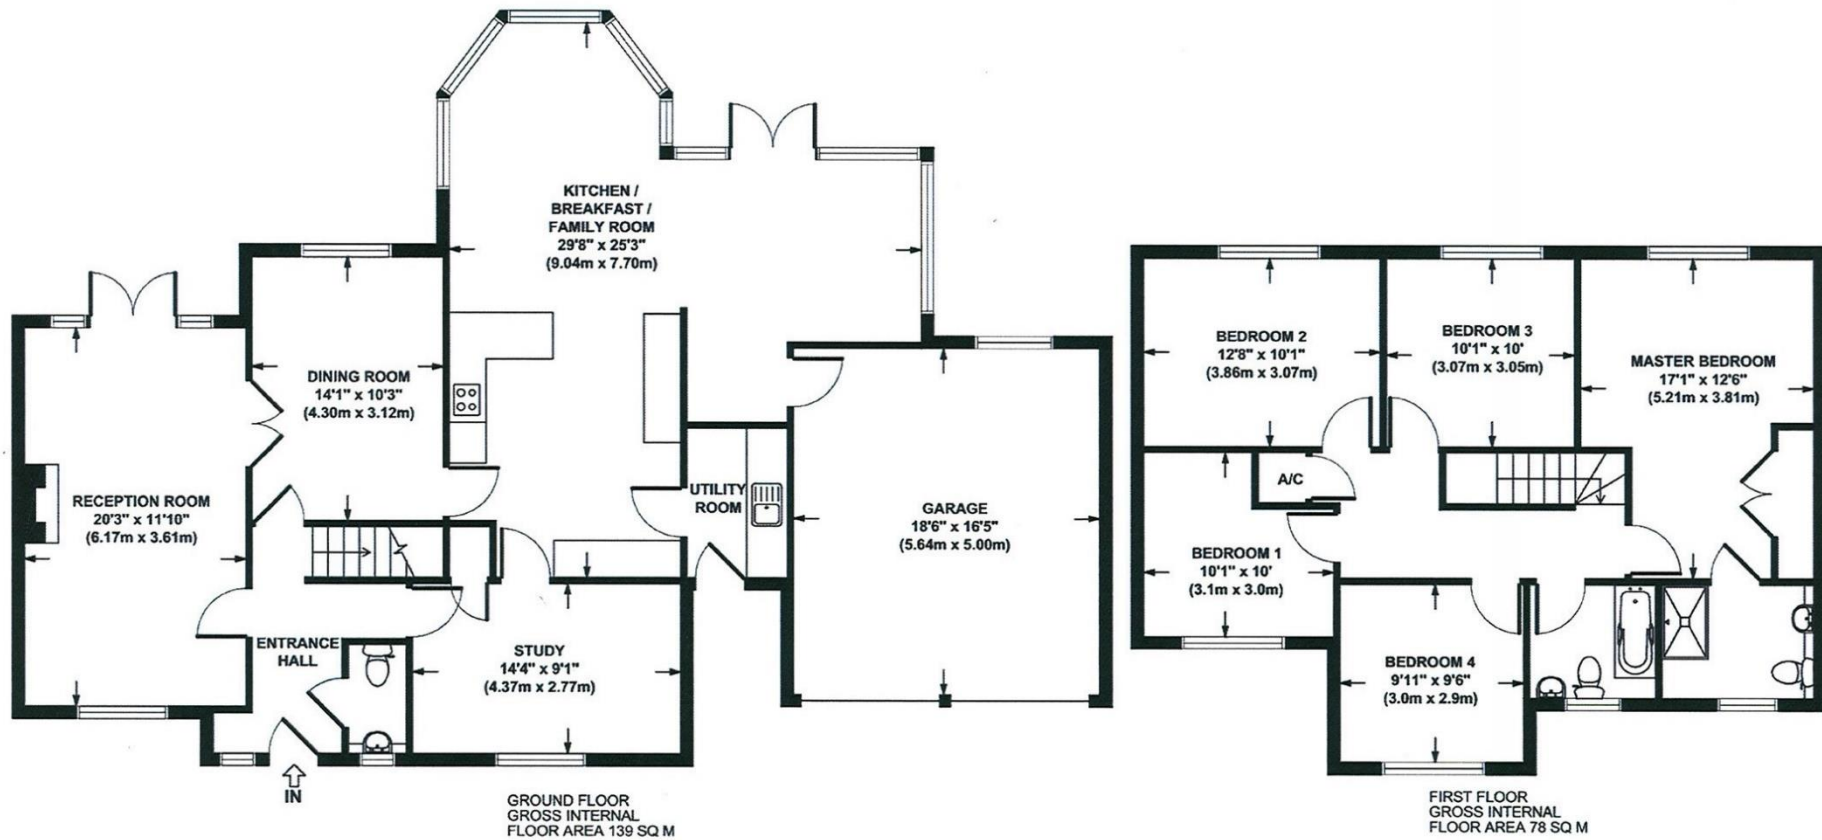 KITCHEN /
BREAKFAST /
FAMILY ROOM
29'8" x 25'3"
(9.04m x 7.70m)
DINING ROOM
14'1" x 10'3"
(4.30m x 3.12m)
RECEPTION ROOM
20'3" x 11'10"
(6.17m x 3.61m)
UTILITY
ROOM
GARAGE
18'6" x 16'5"
(5.64m x 5.00m)
ENTRANCE
HALL
STUDY
14'4" x 9'1"
(4.37m x 2.77m)
IN
GROUND FLOOR
GROSS INTERNAL
FLOOR AREA 139 SQ M
BEDROOM 2
12'8" x 10'1"
(3.86m x 3.07m)
BEDROOM 3
10'1" x 10'
(3.07m x 3.05m)
MASTER BEDROOM
17'1" x 12'6"
(5.21m x 3.81m)
A/C
BEDROOM 1
10'1" x 10'
(3.1m x 3.0m)
BEDROOM 4
9'11" x 9'6"
(3.0m x 2.9m)
FIRST FLOOR
GROSS INTERNAL
FLOOR AREA 78 SQ M